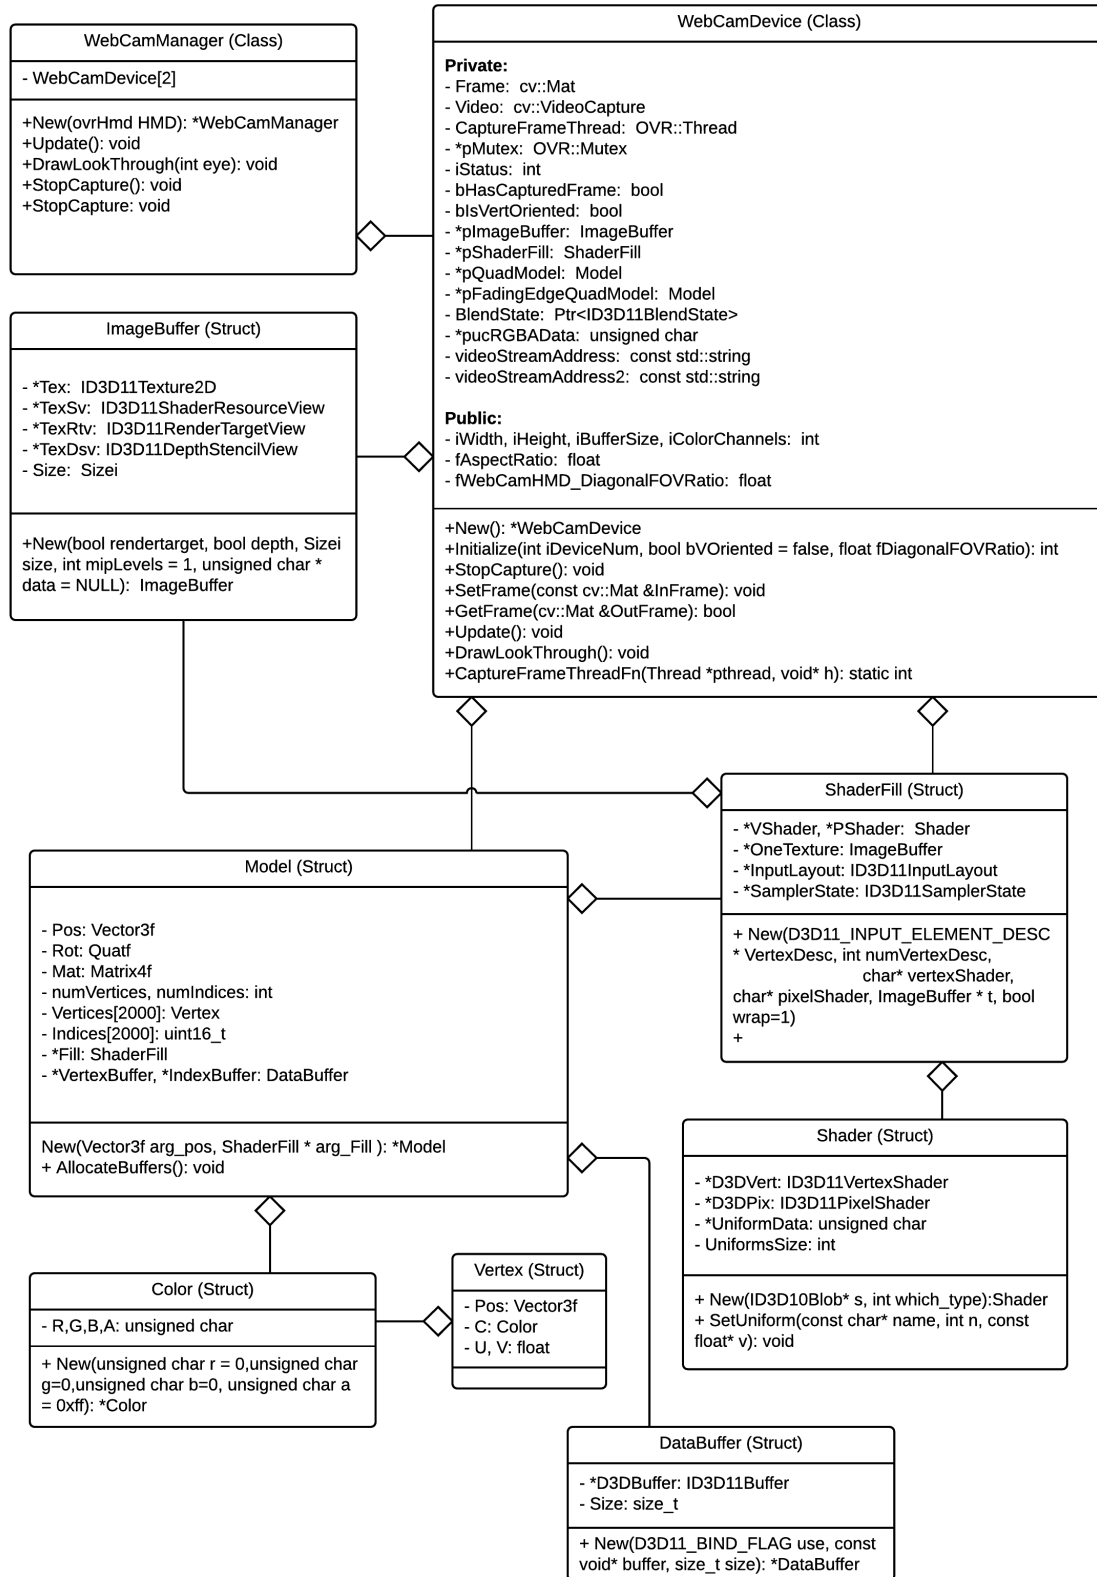 WebCamManager (Class)
- WebCamDevice[2]
+New(ovrHmd HMD): *WebCamManager
+Update(): void
+DrawLookThrough(int eye): void
+StopCapture(): void
+StopCapture: void
WebCamDevice (Class)
Private:
- Frame:  cv::Mat
- Video:  cv::VideoCapture
- CaptureFrameThread:  OVR::Thread
- *pMutex:  OVR::Mutex
- iStatus:  int
- bHasCapturedFrame:  bool
- bIsVertOriented:  bool
- *pImageBuffer:  ImageBuffer
- *pShaderFill:  ShaderFill
- *pQuadModel:  Model
- *pFadingEdgeQuadModel:  Model
- BlendState:  Ptr<ID3D11BlendState>
- *pucRGBAData:  unsigned char
- videoStreamAddress:  const std::string
- videoStreamAddress2:  const std::string
Public:
- iWidth, iHeight, iBufferSize, iColorChannels:  int
- fAspectRatio:  float
- fWebCamHMD_DiagonalFOVRatio:  float
+New(): *WebCamDevice
+Initialize(int iDeviceNum, bool bVOriented = false, float fDiagonalFOVRatio): int
+StopCapture(): void
+SetFrame(const cv::Mat &InFrame): void
+GetFrame(cv::Mat &OutFrame): bool
+Update(): void
+DrawLookThrough(): void
+CaptureFrameThreadFn(Thread *pthread, void* h): static int
ImageBuffer (Struct)
- *Tex:  ID3D11Texture2D
- *TexSv:  ID3D11ShaderResourceView
- *TexRtv:  ID3D11RenderTargetView
- *TexDsv: ID3D11DepthStencilView
- Size:  Sizei
+New(bool rendertarget, bool depth, Sizei
size, int mipLevels = 1, unsigned char *
data = NULL):  ImageBuffer
ShaderFill (Struct)
- *VShader, *PShader:  Shader
- *OneTexture: ImageBuffer
- *InputLayout: ID3D11InputLayout
- *SamplerState: ID3D11SamplerState
+ New(D3D11_INPUT_ELEMENT_DESC
* VertexDesc, int numVertexDesc,
char* vertexShader,
char* pixelShader, ImageBuffer * t, bool
wrap=1)
+
Model (Struct)
- Pos: Vector3f
- Rot: Quatf
- Mat: Matrix4f
- numVertices, numIndices: int
- Vertices[2000]: Vertex
- Indices[2000]: uint16_t
- *Fill: ShaderFill
- *VertexBuffer, *IndexBuffer: DataBuffer
New(Vector3f arg_pos, ShaderFill * arg_Fill ): *Model
+ AllocateBuffers(): void
Shader (Struct)
- *D3DVert: ID3D11VertexShader
- *D3DPix: ID3D11PixelShader
- *UniformData: unsigned char
- UniformsSize: int
+ New(ID3D10Blob* s, int which_type):Shader
+ SetUniform(const char* name, int n, const
float* v): void
Color (Struct)
- R,G,B,A: unsigned char
+ New(unsigned char r = 0,unsigned char
g=0,unsigned char b=0, unsigned char a
= 0xff): *Color
Vertex (Struct)
- Pos: Vector3f
- C: Color
- U, V: float
DataBuffer (Struct)
- *D3DBuffer: ID3D11Buffer
- Size: size_t
+ New(D3D11_BIND_FLAG use, const
void* buffer, size_t size): *DataBuffer